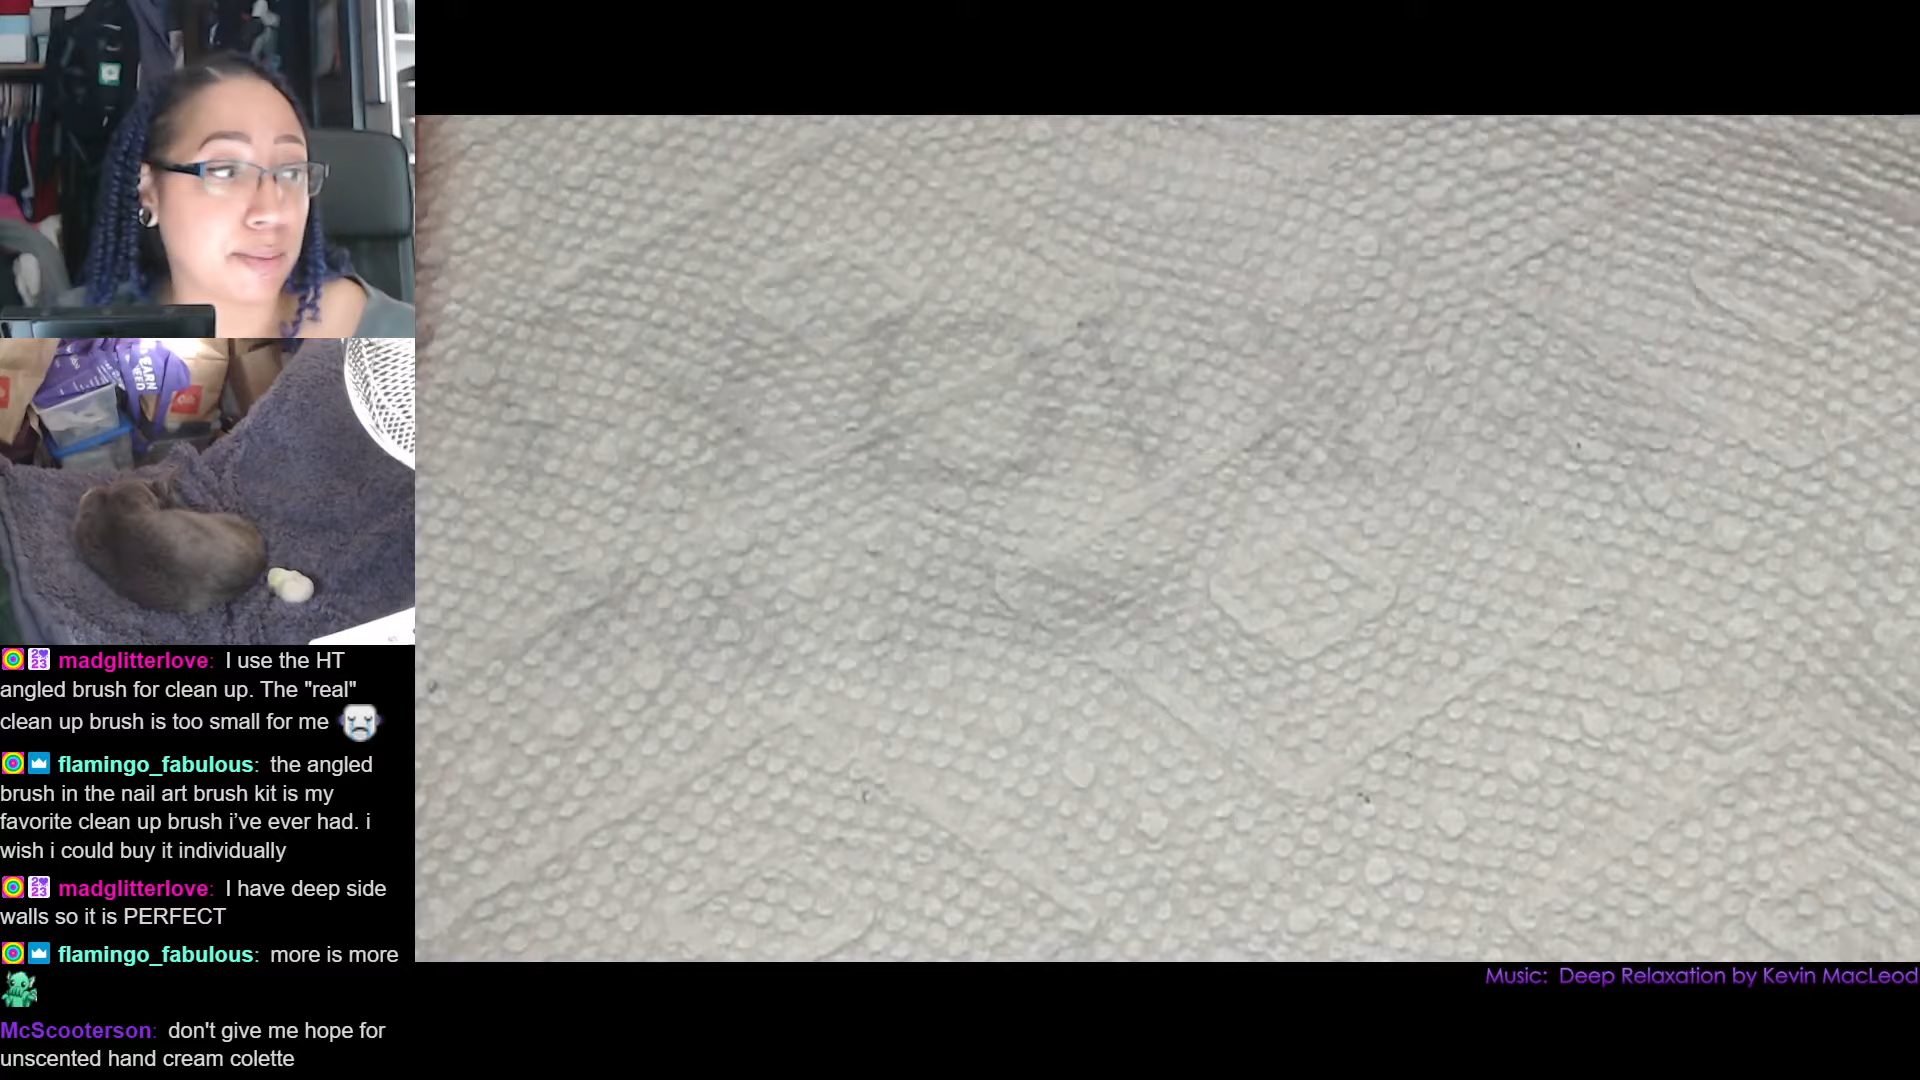 madglitterlove: I use the HT
angled brush for clean up. The "real"
clean up brush is too small for me
flamingo_fabulous: the angled
brush in the nail art brush kit is my
favorite clean up brush i’ve ever had. i
wish i could buy it individually
madglitterlove: I have deep side
walls so it is PERFECT
flamingo_fabulous: more is more
McScooterson: don't give me hope for
unscented hand cream colette
Music: Deep Relaxation by Kevin MacLeod